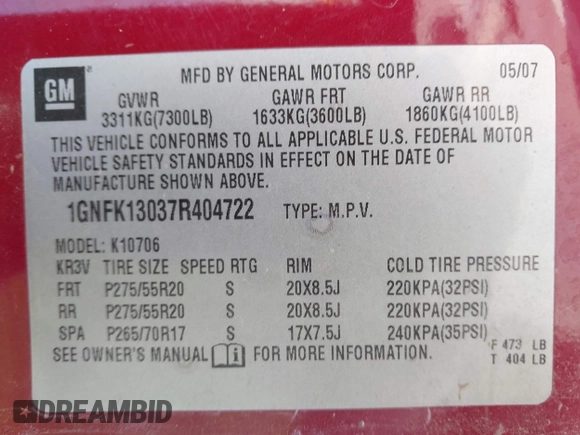 GM
MFD BY GENERAL MOTORS CORP. 05/07
GVWR GAWR FRT GAWR RR
3311KG(7300LB) 1633KG(3600LB) 1860KG(4100LB)
THIS VEHICLE CONFORMS TO ALL APPLICABLE U.S. FEDERAL MOTOR
VEHICLE SAFETY STANDARDS IN EFFECT ON THE DATE OF
MANUFACTURE SHOWN ABOVE.
1GNFK13037R404722 TYPE: M.P.V.
MODEL: K10706
KR3V TIRE SIZE SPEED RTG RIM COLD TIRE PRESSURE
FRT P275/55R20 S 20X8.5J 220KPA(32PSI)
RR P275/55R20 S 20X8.5J 220KPA(32PSI)
SPA P265/70R17 S 17X7.5J 240KPA(35PSI)
SEE OWNER'S MANUAL FOR MORE INFORMATION.
F 473 LB
T 404 LB
DREAMBID